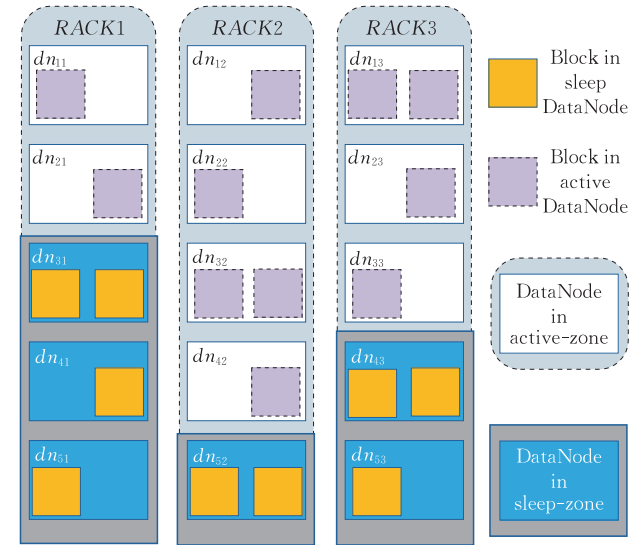 RACK1
RACK2
RACK3
dn11
dn12
dn13
dn21
dn22
dn23
dn31
dn32
dn33
dn41
dn42
dn43
dn51
dn52
dn53
Block in
sleep
DataNode
Block in
active
DataNode
DataNode
in
active-zone
DataNode
in
sleep-zone